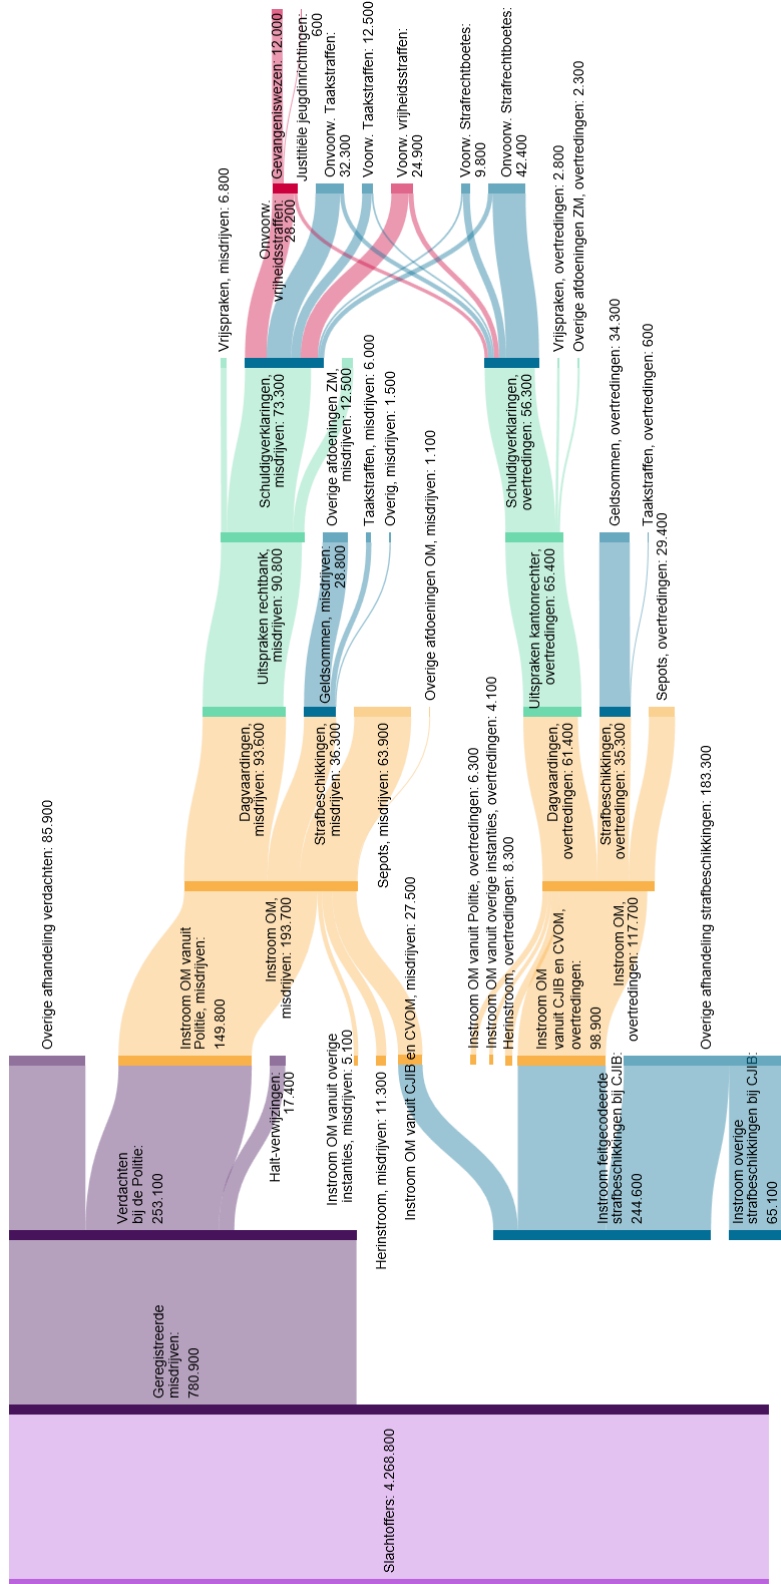 Slachtoffers: 4.268.800
Geregistreerde
misdrijven:
780.900
Verdachten
bij de Politie:
253.100
Halt-verwijzingen:
17.400
Instroom OM vanuit overige
instanties, misdrijven: 5.100
Herinstroom, misdrijven: 11.300
Instroom OM vanuit CJIB en CVOM, misdrijven: 27.500
Instroom feitgecodeerde
strafbeschikkingen bij CJIB:
244.600
Instroom overige
strafbeschikkingen bij CJIB:
65.100
Overige afhandeling verdachten: 85.900
Instroom OM vanuit
Politie, misdrijven:
149.800
Instroom OM,
misdrijven: 193.700
Instroom OM vanuit Politie, overtredingen: 6.300
Instroom OM vanuit overige instanties, overtredingen: 4.100
Herinstroom, overtredingen: 8.300
Instroom OM
vanuit CJIB en CVOM,
overtredingen:
98.900
Instroom OM,
overtredingen: 117.700
Overige afhandeling strafbeschikkingen: 183.300
Dagvaardingen,
misdrijven: 93.600
Strafbeschikkingen,
misdrijven: 36.300
Sepots, misdrijven: 63.900
Overige afdoeningen OM, misdrijven: 1.100
Dagvaardingen,
overtredingen: 61.400
Strafbeschikkingen,
overtredingen: 35.300
Sepots, overtredingen: 29.400
Uitspraken rechtbank,
misdrijven: 90.800
Geldsommen, misdrijven:
28.800
Taakstraffen, misdrijven: 6.000
Overig, misdrijven: 1.500
Uitspraken kantonrechter,
overtredingen: 65.400
Geldsommen, overtredingen: 34.300
Taakstraffen, overtredingen: 600
Vrijspraken, misdrijven: 6.800
Schuldigverklaringen,
misdrijven: 73.300
Overige afdoeningen ZM,
misdrijven: 12.500
Schuldigverklaringen,
overtredingen: 56.300
Vrijspraken, overtredingen: 2.800
Overige afdoeningen ZM, overtredingen: 2.300
Onvoorw.
vrijheidsstraffen:
28.200
Gevangeniswezen: 12.000
Justitiële jeugdinrichtingen:
600
Onvoorw. Taakstraffen:
32.300
Voorw. Taakstraffen: 12.500
Voorw. vrijheidsstraffen:
24.900
Voorw. Strafrechtboetes:
9.800
Onvoorw. Strafrechtboetes:
42.400